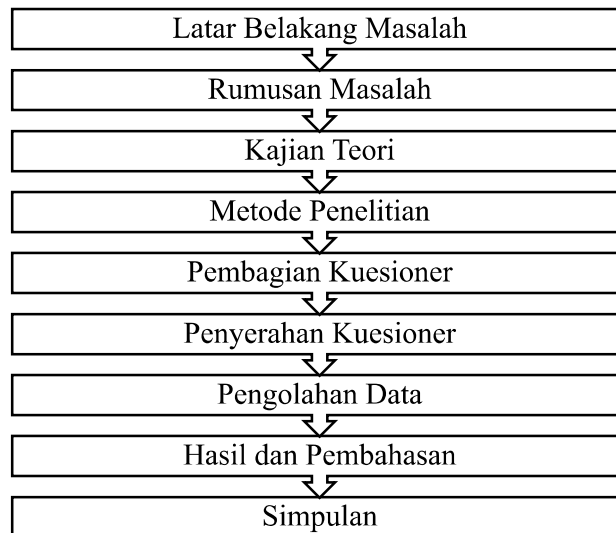 Latar Belakang Masalah
Rumusan Masalah
Kajian Teori
Metode Penelitian
Pembagian Kuesioner
Penyerahan Kuesioner
Pengolahan Data
Hasil dan Pembahasan
Simpulan